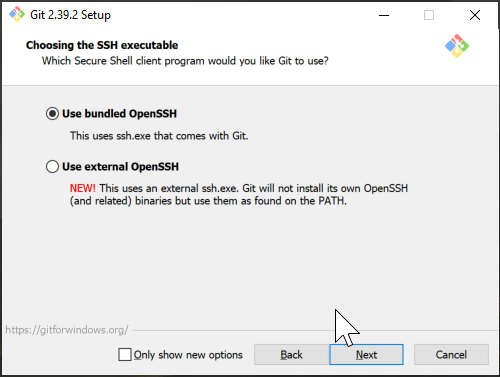 Git 2.39.2 Setup
Choosing the SSH executable
Which Secure Shell client program would you like Git to use?
Use bundled OpenSSH
This uses ssh.exe that comes with Git.
Use external OpenSSH
NEW! This uses an external ssh.exe. Git will not install its own OpenSSH
(and related) binaries but use them as found on the PATH.
https://gitforwindows.org/
Only show new options
Back
Next
Cancel